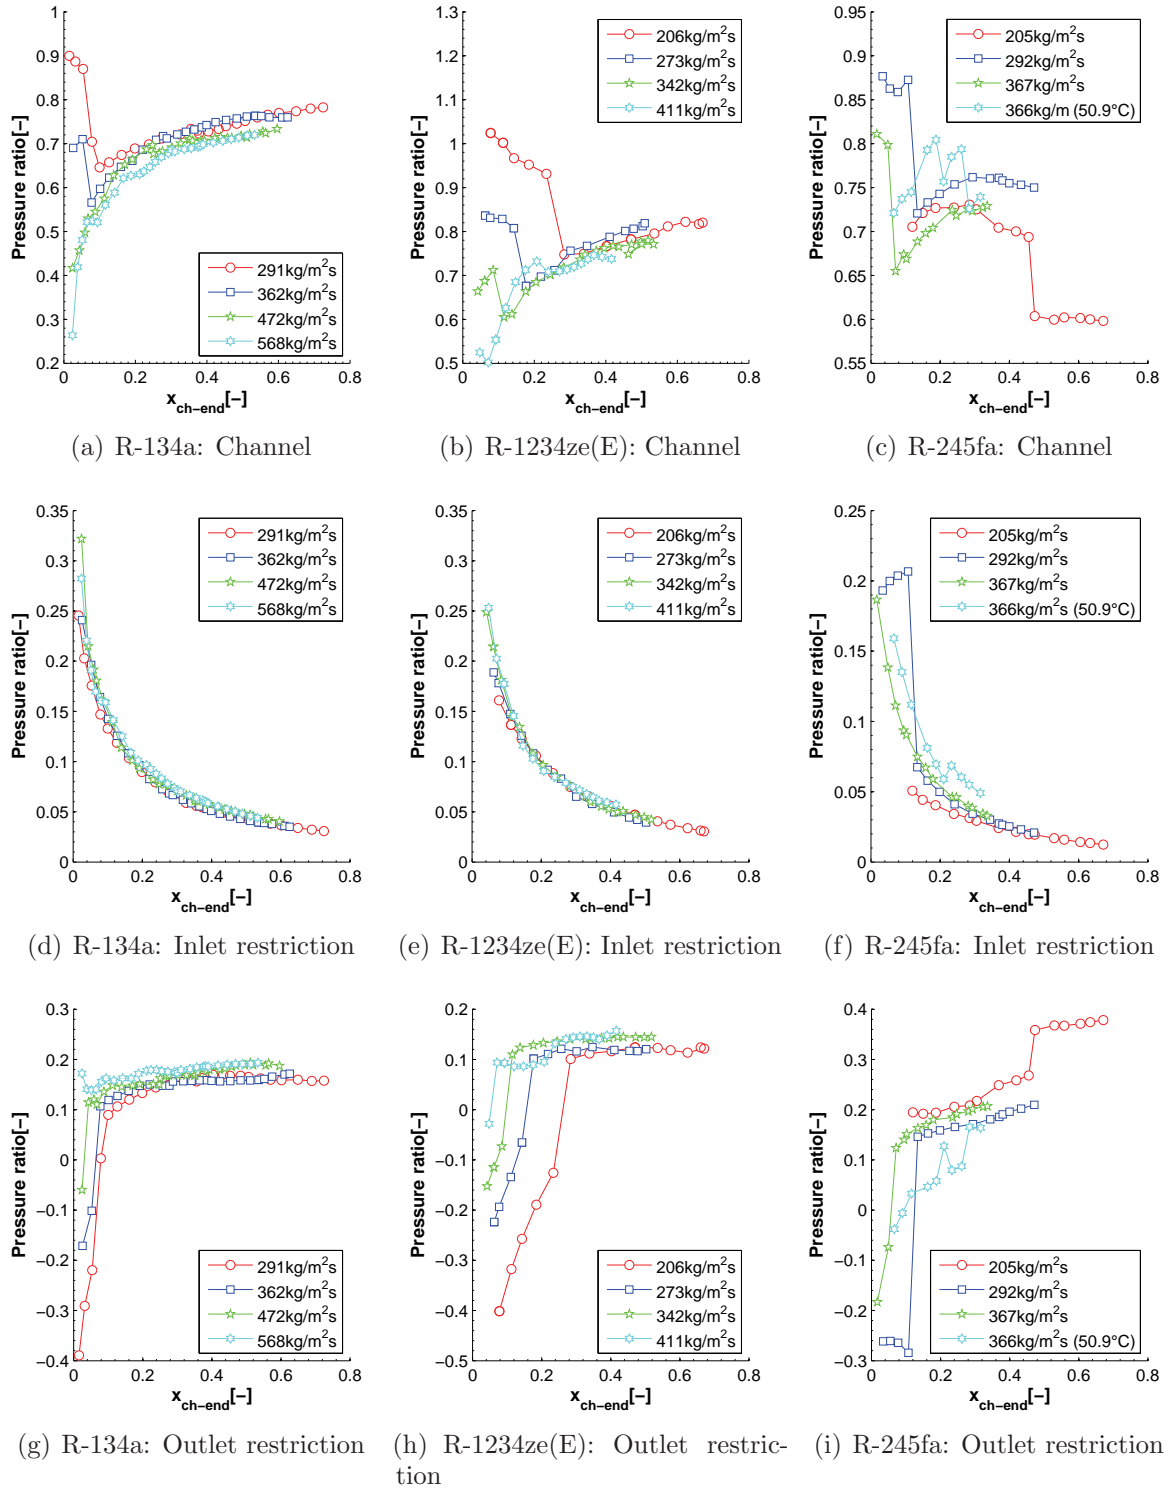 1
0.9
0.8
0.7
0.6
0.5
0.4
0.3
0.2
0
0.2
0.4
0.6
0.8
Pressure ratio[−]
x_ch−end[−]
291kg/m²s
362kg/m²s
472kg/m²s
568kg/m²s
(a) R-134a: Channel
1.3
1.2
1.1
1
0.9
0.8
0.7
0.6
0.5
0
0.2
0.4
0.6
0.8
Pressure ratio[−]
x_ch−end[−]
206kg/m²s
273kg/m²s
342kg/m²s
411kg/m²s
(b) R-1234ze(E): Channel
0.95
0.9
0.85
0.8
0.75
0.7
0.65
0.6
0.55
0
0.2
0.4
0.6
0.8
Pressure ratio[−]
x_ch−end[−]
205kg/m²s
292kg/m²s
367kg/m²s
366kg/m (50.9°C)
(c) R-245fa: Channel
0.35
0.3
0.25
0.2
0.15
0.1
0.05
0
0
0.2
0.4
0.6
0.8
Pressure ratio[−]
x_ch−end[−]
291kg/m²s
362kg/m²s
472kg/m²s
568kg/m²s
(d) R-134a: Inlet restriction
0.35
0.3
0.25
0.2
0.15
0.1
0.05
0
0
0.2
0.4
0.6
0.8
Pressure ratio[−]
x_ch−end[−]
206kg/m²s
273kg/m²s
342kg/m²s
411kg/m²s
(e) R-1234ze(E): Inlet restriction
0.25
0.2
0.15
0.1
0.05
0
0
0.2
0.4
0.6
0.8
Pressure ratio[−]
x_ch−end[−]
205kg/m²s
292kg/m²s
367kg/m²s
366kg/m²s (50.9°C)
(f) R-245fa: Inlet restriction
0.3
0.2
0.1
0
−0.1
−0.2
−0.3
−0.4
0
0.2
0.4
0.6
0.8
Pressure ratio[−]
x_ch−end[−]
291kg/m²s
362kg/m²s
472kg/m²s
568kg/m²s
(g) R-134a: Outlet restriction
0.2
0.1
0
−0.1
−0.2
−0.3
−0.4
−0.5
0
0.2
0.4
0.6
0.8
Pressure ratio[−]
x_ch−end[−]
206kg/m²s
273kg/m²s
342kg/m²s
411kg/m²s
(h) R-1234ze(E): Outlet restric-
tion
0.4
0.3
0.2
0.1
0
−0.1
−0.2
−0.3
0
0.2
0.4
0.6
0.8
Pressure ratio[−]
x_ch−end[−]
205kg/m²s
292kg/m²s
367kg/m²s
366kg/m²s (50.9°C)
(i) R-245fa: Outlet restriction